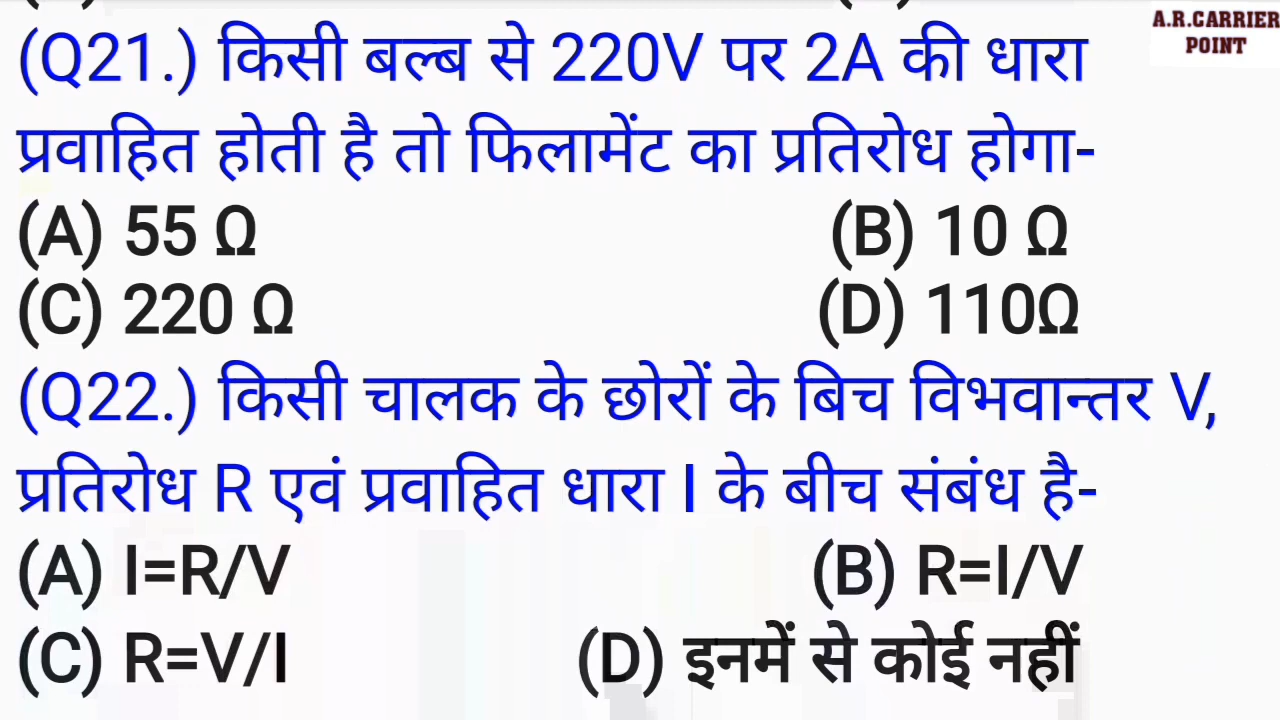 A.R.CARRIER
POINT
(Q21.) किसी बल्ब से 220V पर 2A की धारा
प्रवाहित होती है तो फिलामेंट का प्रतिरोध होगा-
(A) 55 Ω (B) 10 Ω
(C) 220 Ω (D) 110Ω
(Q22.) किसी चालक के छोरों के बिच विभवान्तर V,
प्रतिरोध R एवं प्रवाहित धारा I के बीच संबंध है-
(A) I=R/V (B) R=I/V
(C) R=V/I (D) इनमें से कोई नहीं